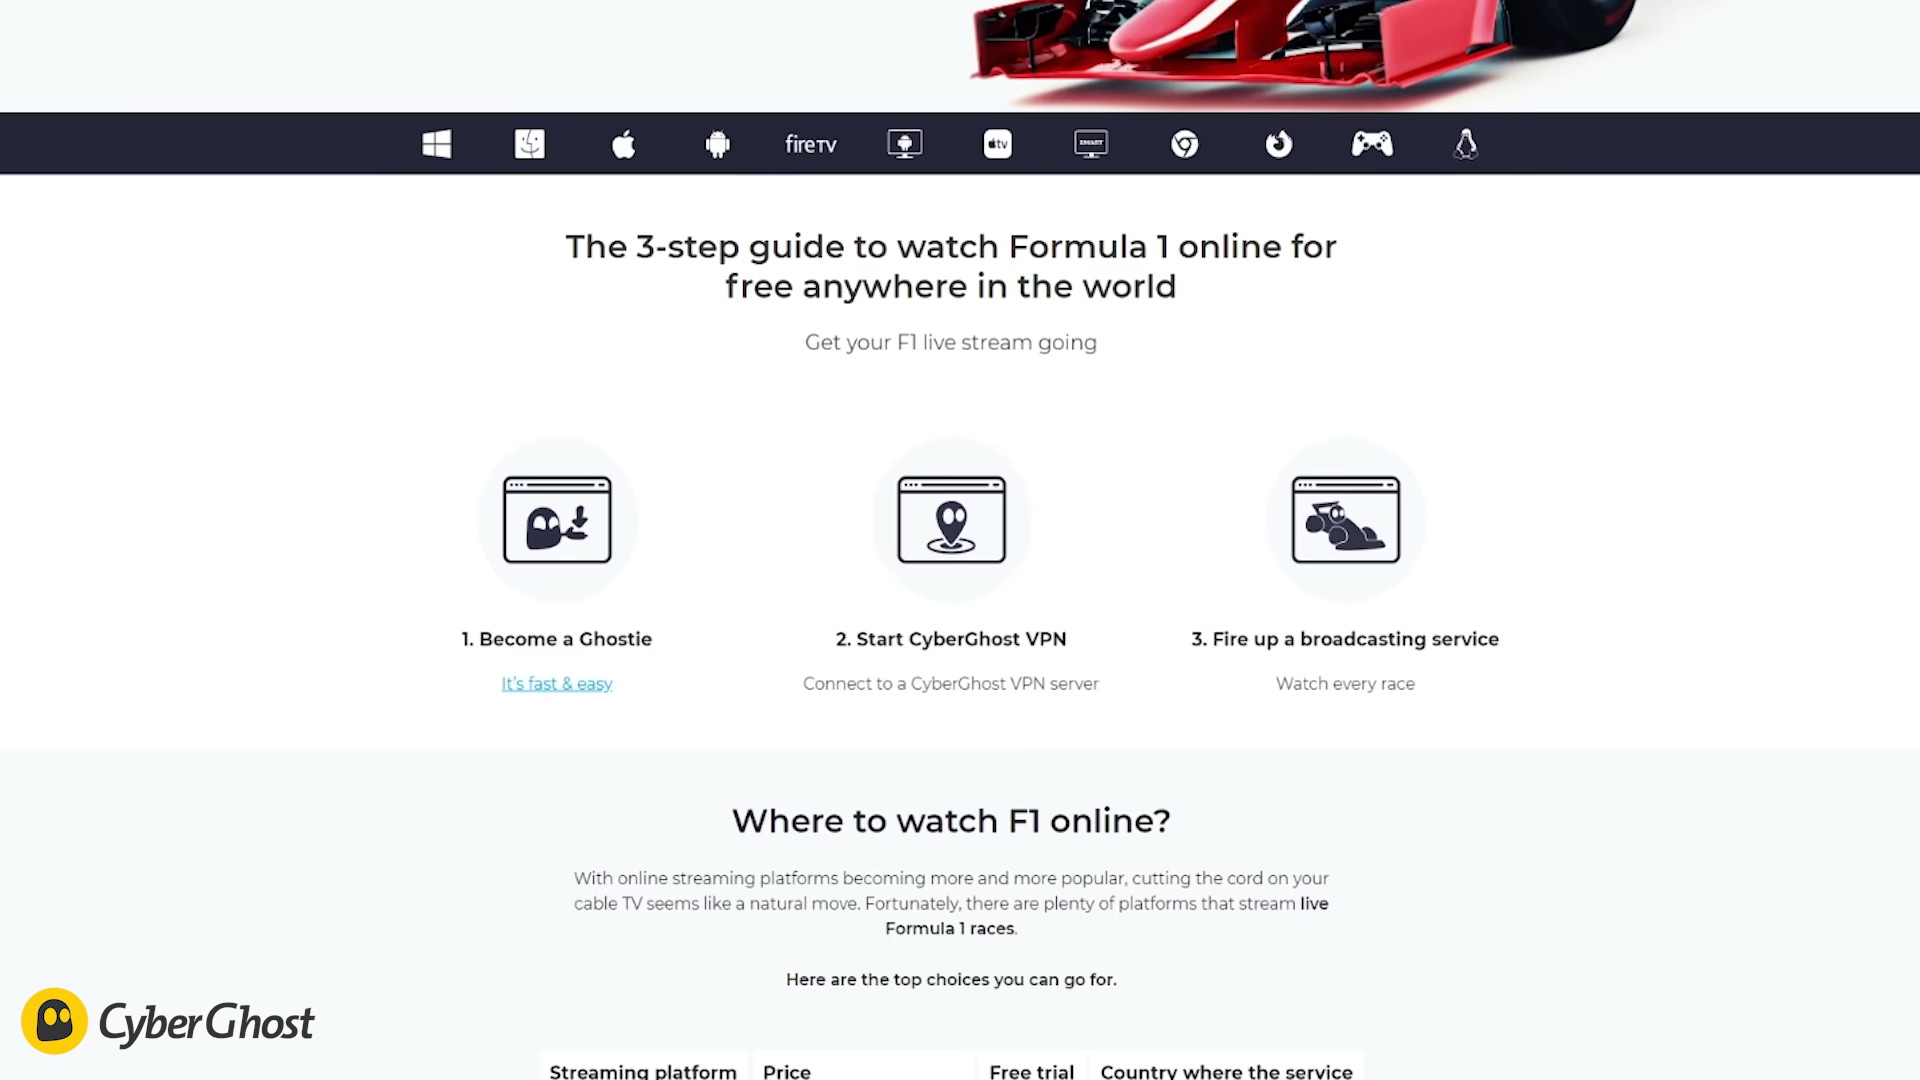 fireTV
tv
SMART
The 3-step guide to watch Formula 1 online for
free anywhere in the world
Get your F1 live stream going
1. Become a Ghostie
It's fast & easy
2. Start CyberGhost VPN
Connect to a CyberGhost VPN server
3. Fire up a broadcasting service
Watch every race
Where to watch F1 online?
With online streaming platforms becoming more and more popular, cutting the cord on your
cable TV seems like a natural move. Fortunately, there are plenty of platforms that stream live
Formula 1 races.
Here are the top choices you can go for.
CyberGhost
Streaming platform Price Free trial Country where the service